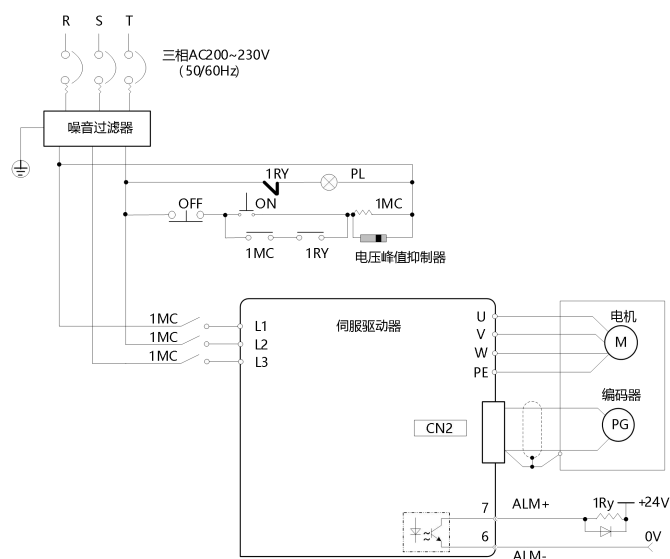 R S T
三相AC200~230V
(50/60Hz)
噪音过滤器
1RY PL
OFF ON 1MC
1MC 1RY 电压峰值抑制器
1MC L1
1MC L2
1MC L3
伺服驱动器
U
V
W
PE
电机
M
编码器
PG
CN2
7 ALM+ 1Ry +24V
6 ALM- 0V